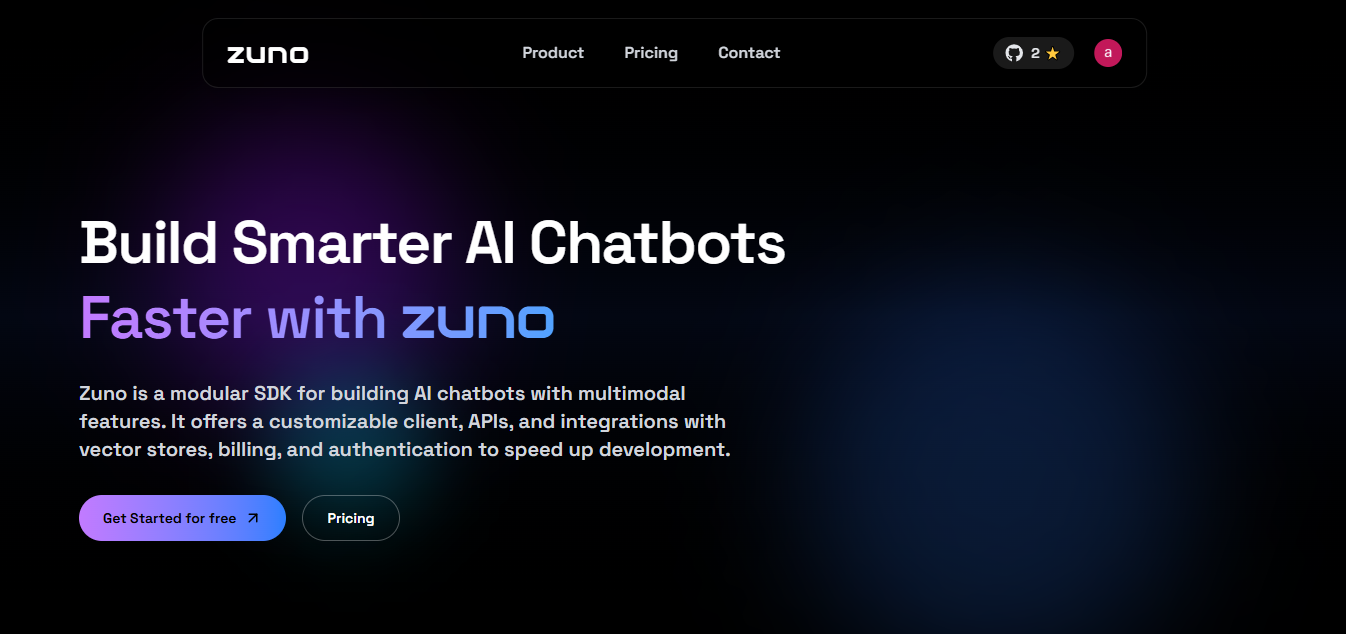 zuno
Product
Pricing
Contact
2
a
Build Smarter AI Chatbots
Faster with zuno
Zuno is a modular SDK for building AI chatbots with multimodal
features. It offers a customizable client, APIs, and integrations with
vector stores, billing, and authentication to speed up development.
Get Started for free
Pricing